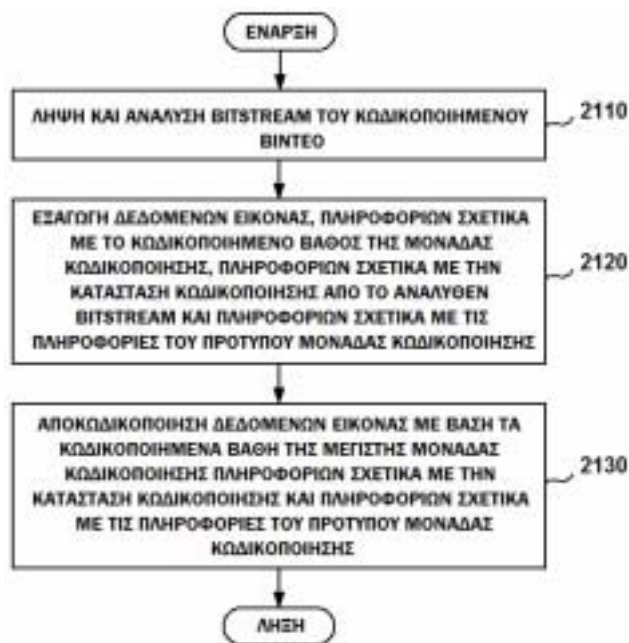 ΕΝΑΡΞΗ
ΛΗΨΗ ΚΑΙ ΑΝΑΛΥΣΗ BITSTREAM ΤΟΥ ΚΩΔΙΚΟΠΟΙΗΜΕΝΟΥ
ΒΙΝΤΕΟ
2110
ΕΞΑΓΩΓΗ ΔΕΔΟΜΕΝΩΝ ΕΙΚΟΝΑΣ, ΠΛΗΡΟΦΟΡΙΩΝ ΣΧΕΤΙΚΑ
ΜΕ ΤΟ ΚΩΔΙΚΟΠΟΙΗΜΕΝΟ ΒΑΘΟΣ ΤΗΣ ΜΟΝΑΔΑΣ
ΚΩΔΙΚΟΠΟΙΗΣΗΣ, ΠΛΗΡΟΦΟΡΙΩΝ ΣΧΕΤΙΚΑ ΜΕ ΤΗΝ
ΚΑΤΑΣΤΑΣΗ ΚΩΔΙΚΟΠΟΙΗΣΗΣ ΑΠΟ ΤΟ ΑΝΑΛΥΘΕΝ
BITSTREAM ΚΑΙ ΠΛΗΡΟΦΟΡΙΩΝ ΣΧΕΤΙΚΑ ΜΕ ΤΙΣ
ΠΛΗΡΟΦΟΡΙΕΣ ΤΟΥ ΠΡΟΤΥΠΟΥ ΜΟΝΑΔΑΣ ΚΩΔΙΚΟΠΟΙΗΣΗΣ
2120
ΑΠΟΚΩΔΙΚΟΠΟΙΗΣΗ ΔΕΔΟΜΕΝΩΝ ΕΙΚΟΝΑΣ ΜΕ ΒΑΣΗ ΤΑ
ΚΩΔΙΚΟΠΟΙΗΜΕΝΑ ΒΑΘΗ ΤΗΣ ΜΕΓΙΣΤΗΣ ΜΟΝΑΔΑΣ
ΚΩΔΙΚΟΠΟΙΗΣΗΣ ΠΛΗΡΟΦΟΡΙΩΝ ΣΧΕΤΙΚΑ ΜΕ ΤΗΝ
ΚΑΤΑΣΤΑΣΗ ΚΩΔΙΚΟΠΟΙΗΣΗΣ ΚΑΙ ΠΛΗΡΟΦΟΡΙΩΝ ΣΧΕΤΙΚΑ
ΜΕ ΤΙΣ ΠΛΗΡΟΦΟΡΙΕΣ ΤΟΥ ΠΡΟΤΥΠΟΥ ΜΟΝΑΔΑΣ
ΚΩΔΙΚΟΠΟΙΗΣΗΣ
2130
ΛΗΞΗ